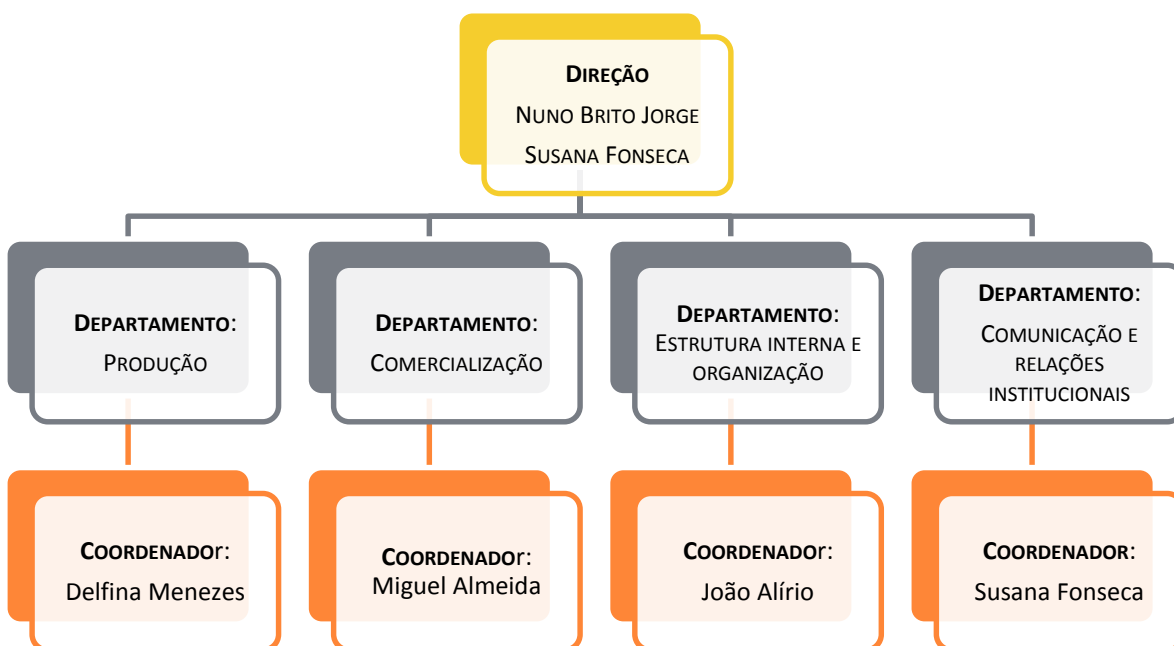 DIREÇÃO
NUNO BRITO JORGE
SUSANA FONSECA
DEPARTAMENTO:
PRODUÇÃO
DEPARTAMENTO:
COMERCIALIZAÇÃO
DEPARTAMENTO:
ESTRUTURA INTERNA E
ORGANIZAÇÃO
DEPARTAMENTO:
COMUNICAÇÃO E
RELAÇÕES
INSTITUCIONAIS
COORDENADOr:
Delfina Menezes
COORDENADOr:
Miguel Almeida
COORDENADOr:
João Alírio
COORDENADOR:
Susana Fonseca